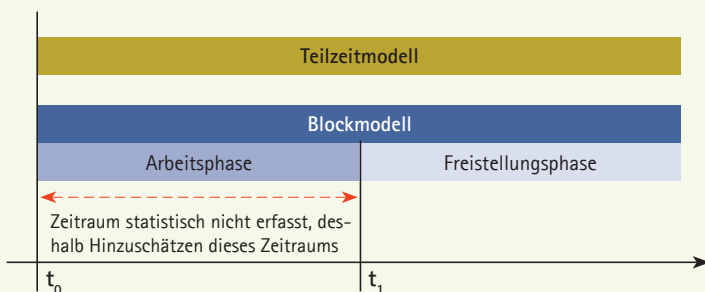 Teilzeitmodell
Blockmodell
Arbeitsphase Freistellungsphase
Zeitraum statistisch nicht erfasst, des-
halb Hinzuschätzen dieses Zeitraums
t0 t1